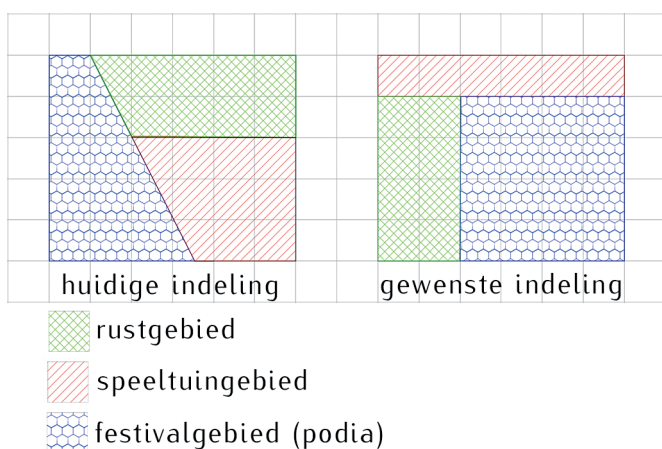 huidige indeling
gewenste indeling
rustgebied
speeltuingebied
festivalgebied (podia)